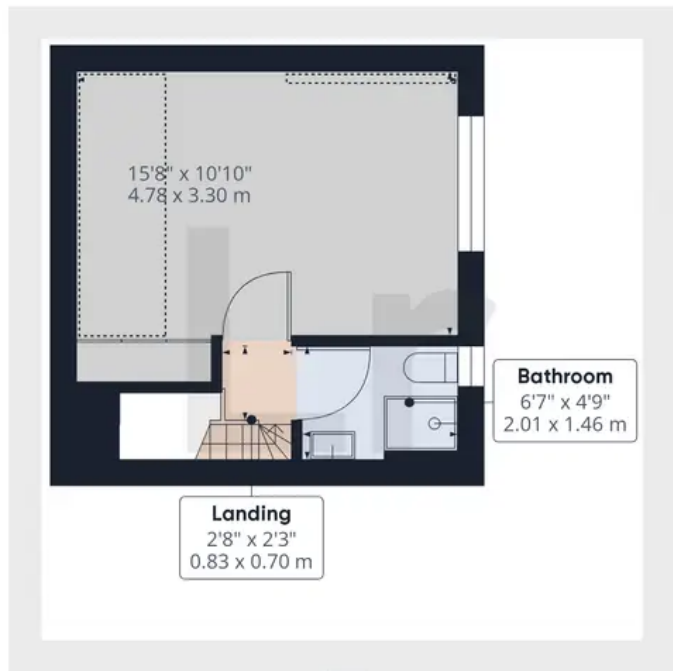 15'8" x 10'10"
4.78 x 3.30 m
Bathroom
6'7" x 4'9"
2.01 x 1.46 m
Landing
2'8" x 2'3"
0.83 x 0.70 m